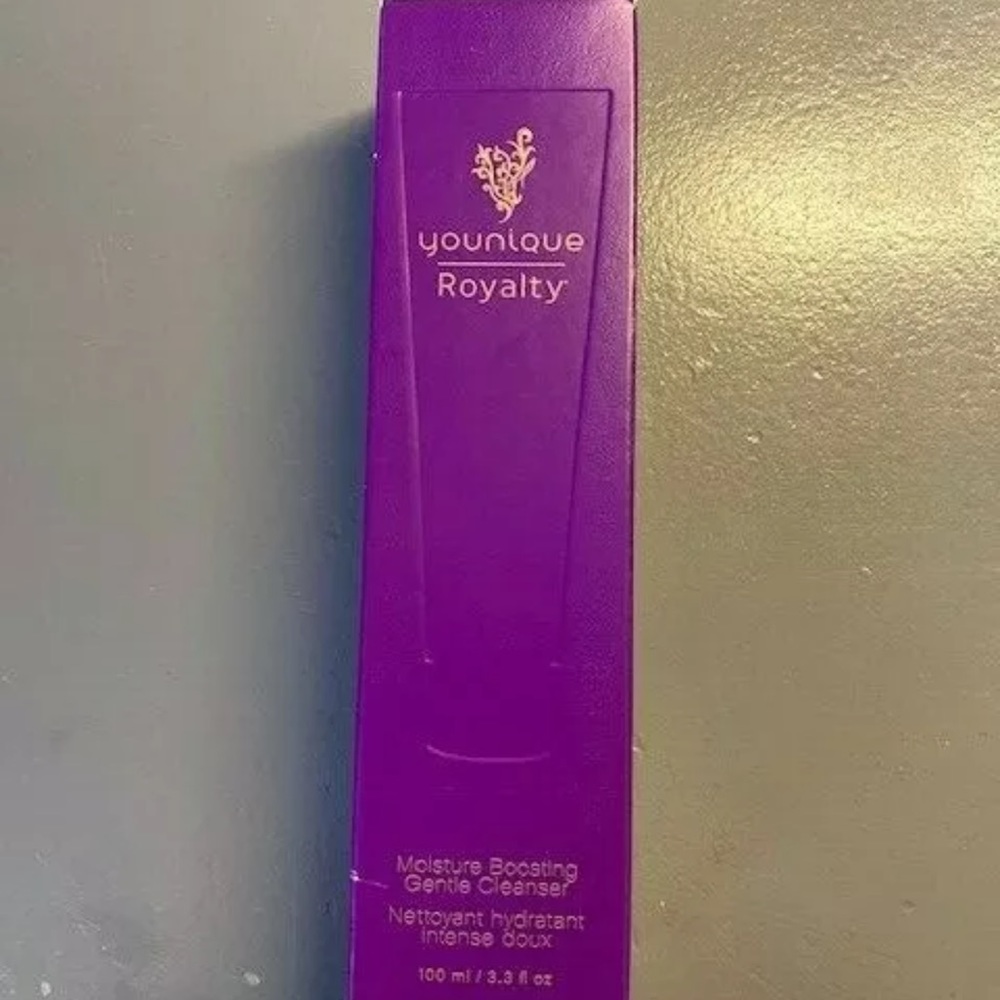 younique
Royalty
Moisture Boosting
Gentle Cleanser
Nettoyant hydratant
intense doux
100 ml / 3.3 fl oz